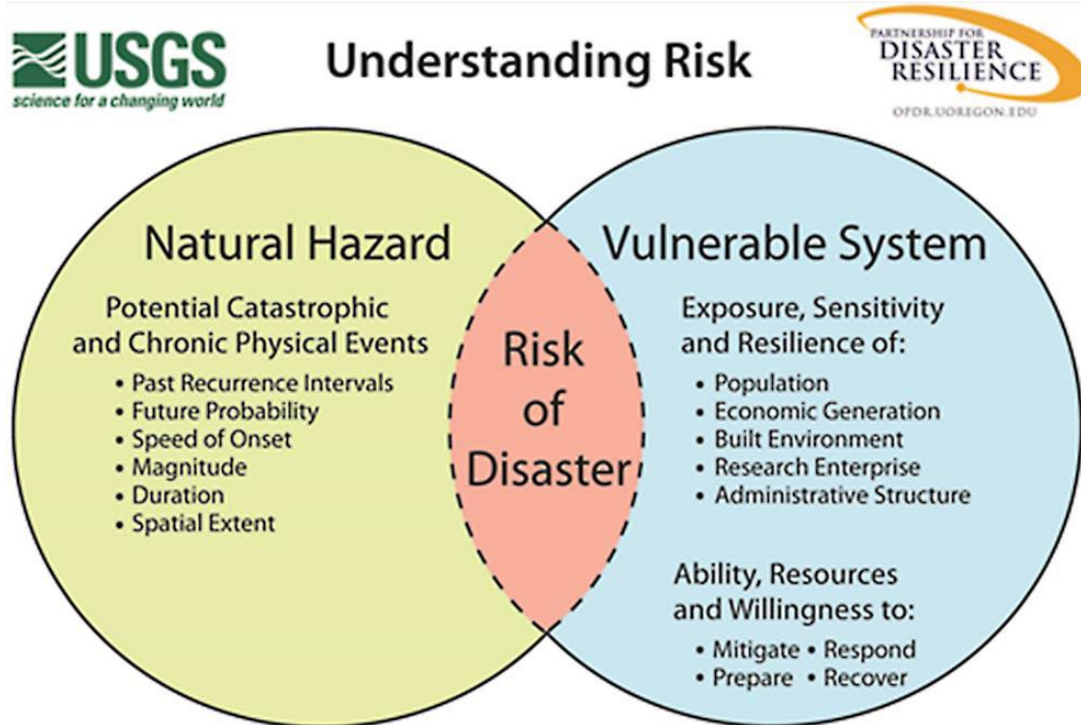 USGS
science for a changing world
Understanding Risk
PARTNERSHIP FOR
DISASTER
RESILIENCE
OPDR.UOREGON.EDU
Natural Hazard
Potential Catastrophic
and Chronic Physical Events
• Past Recurrence Intervals
• Future Probability
• Speed of Onset
• Magnitude
• Duration
• Spatial Extent
Risk
of
Disaster
Vulnerable System
Exposure, Sensitivity
and Resilience of:
• Population
• Economic Generation
• Built Environment
• Research Enterprise
• Administrative Structure
Ability, Resources
and Willingness to:
• Mitigate • Respond
• Prepare • Recover